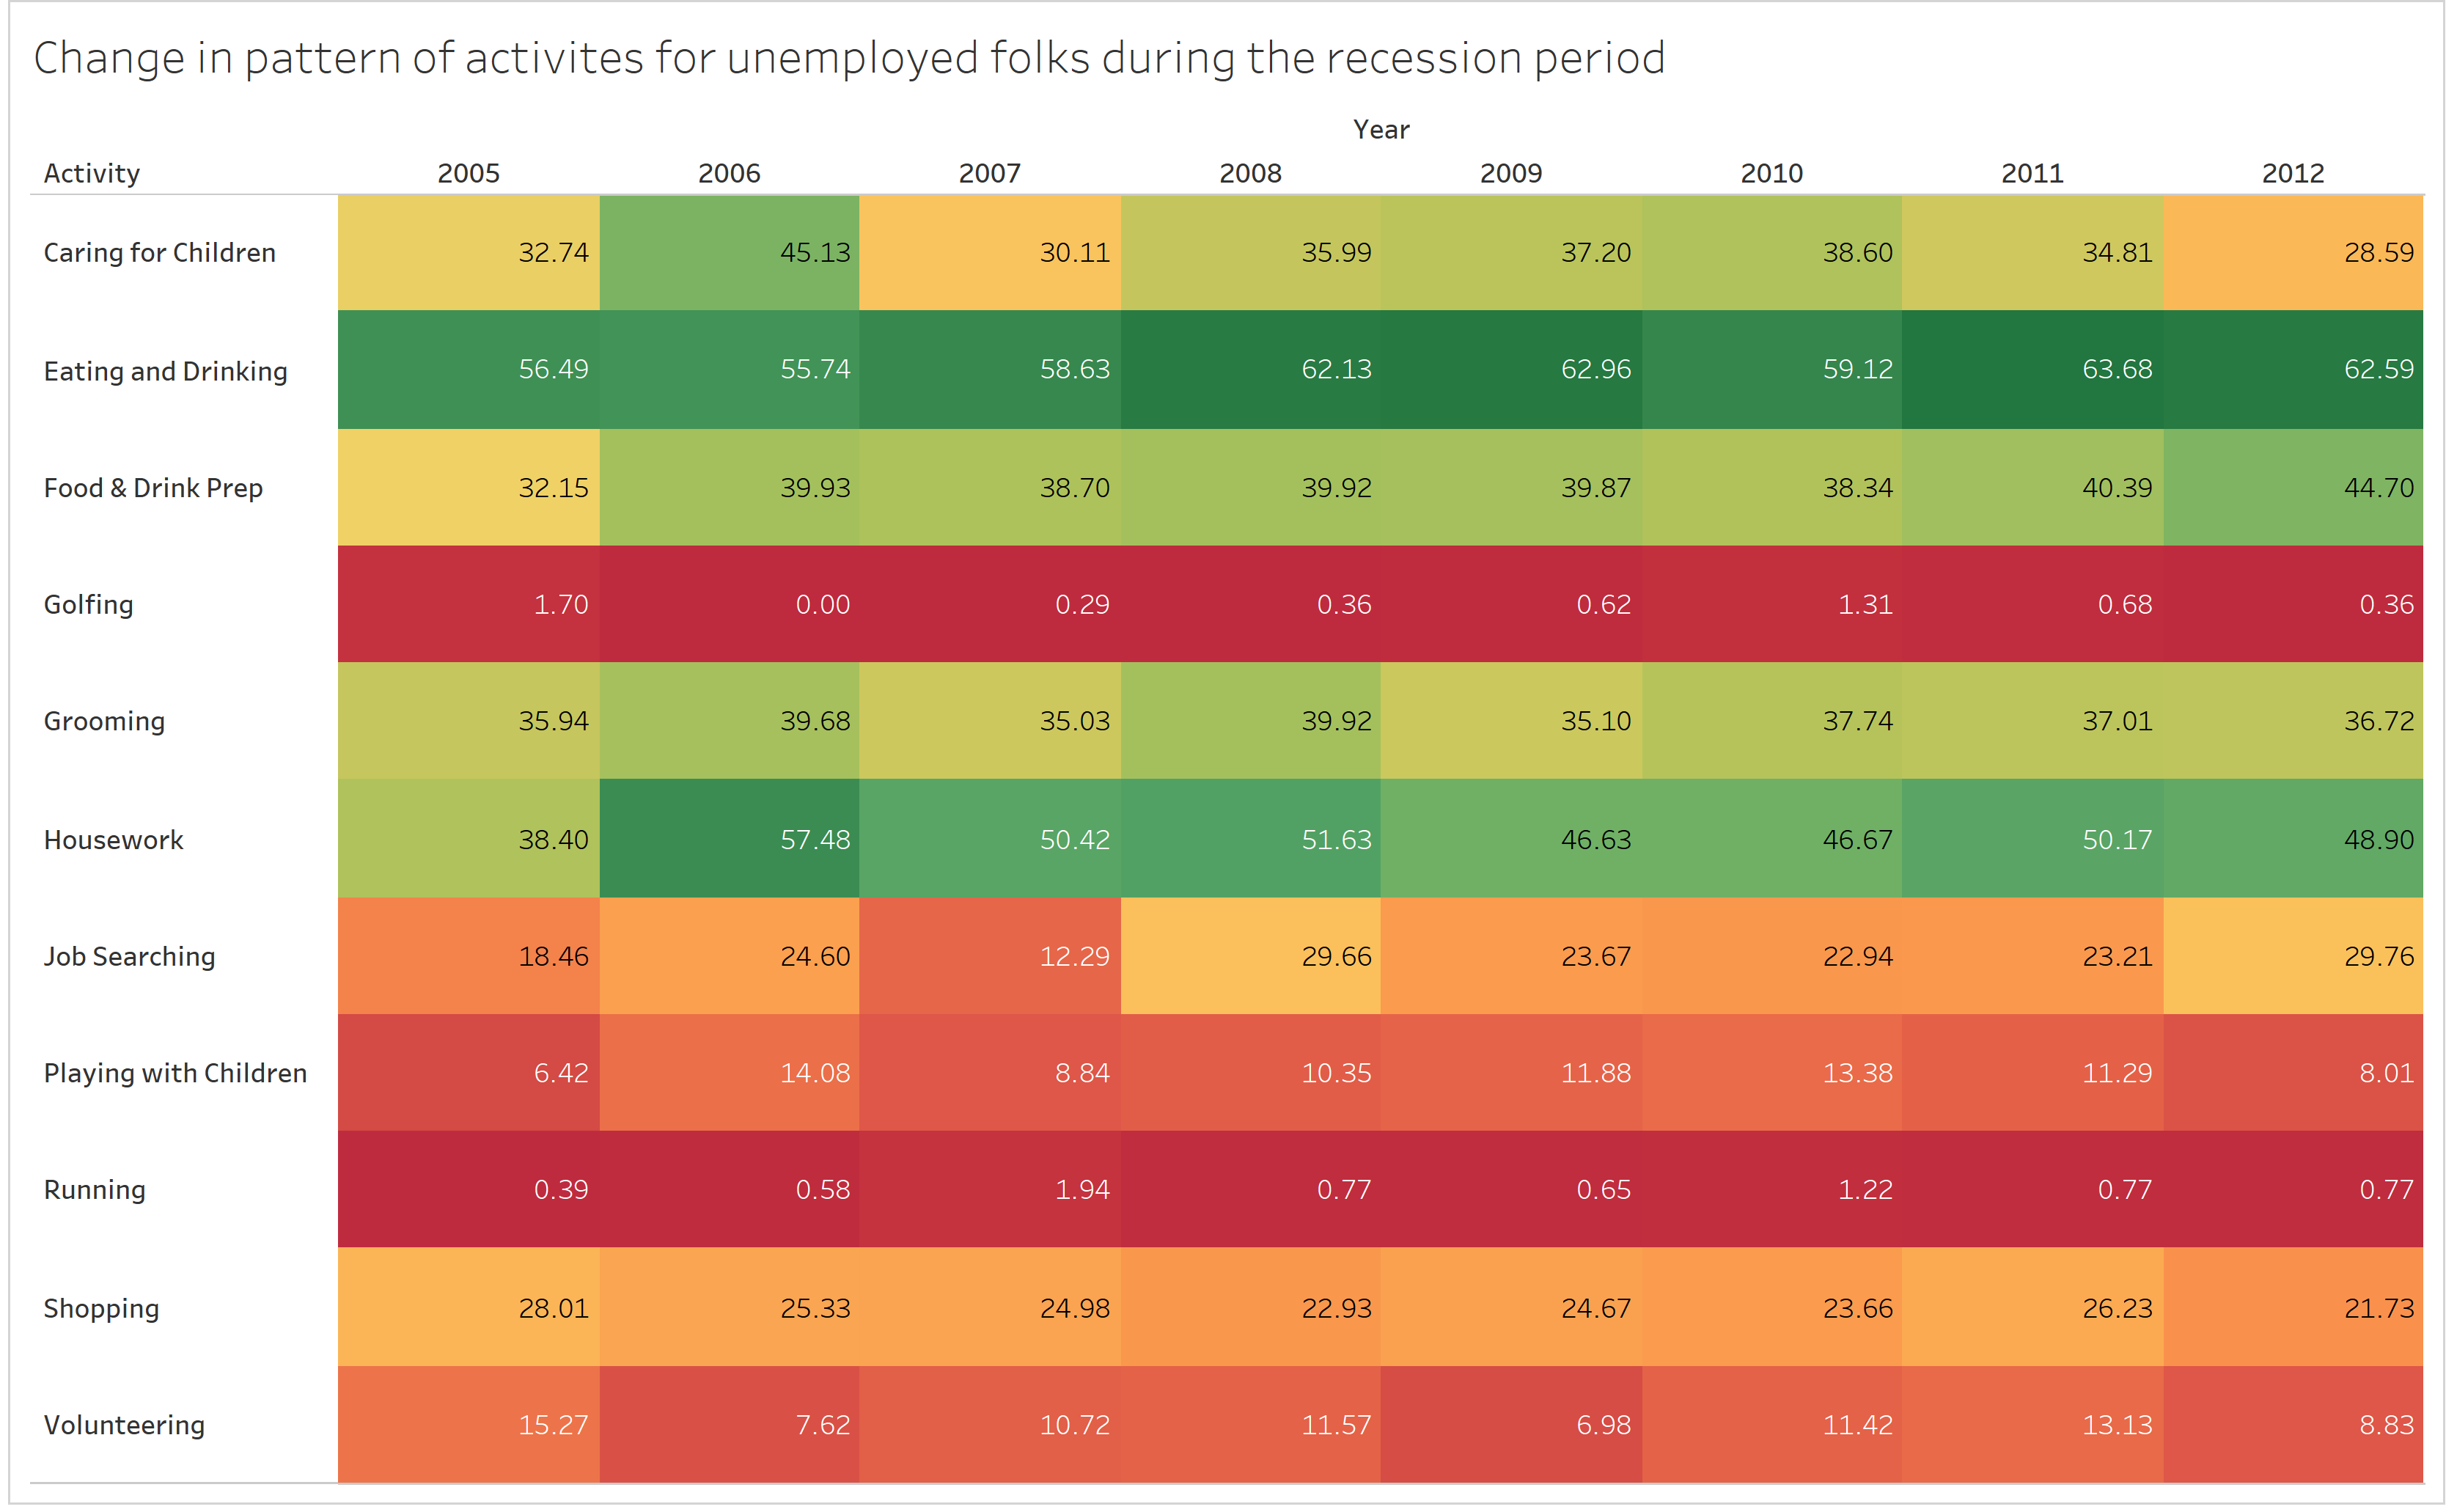 Change in pattern of activites for unemployed folks during the recession period
Year
Activity 2005 2006 2007 2008 2009 2010 2011 2012
Caring for Children 32.74 45.13 30.11 35.99 37.20 38.60 34.81 28.59
Eating and Drinking 56.49 55.74 58.63 62.13 62.96 59.12 63.68 62.59
Food & Drink Prep 32.15 39.93 38.70 39.92 39.87 38.34 40.39 44.70
Golfing 1.70 0.00 0.29 0.36 0.62 1.31 0.68 0.36
Grooming 35.94 39.68 35.03 39.92 35.10 37.74 37.01 36.72
Housework 38.40 57.48 50.42 51.63 46.63 46.67 50.17 48.90
Job Searching 18.46 24.60 12.29 29.66 23.67 22.94 23.21 29.76
Playing with Children 6.42 14.08 8.84 10.35 11.88 13.38 11.29 8.01
Running 0.39 0.58 1.94 0.77 0.65 1.22 0.77 0.77
Shopping 28.01 25.33 24.98 22.93 24.67 23.66 26.23 21.73
Volunteering 15.27 7.62 10.72 11.57 6.98 11.42 13.13 8.83